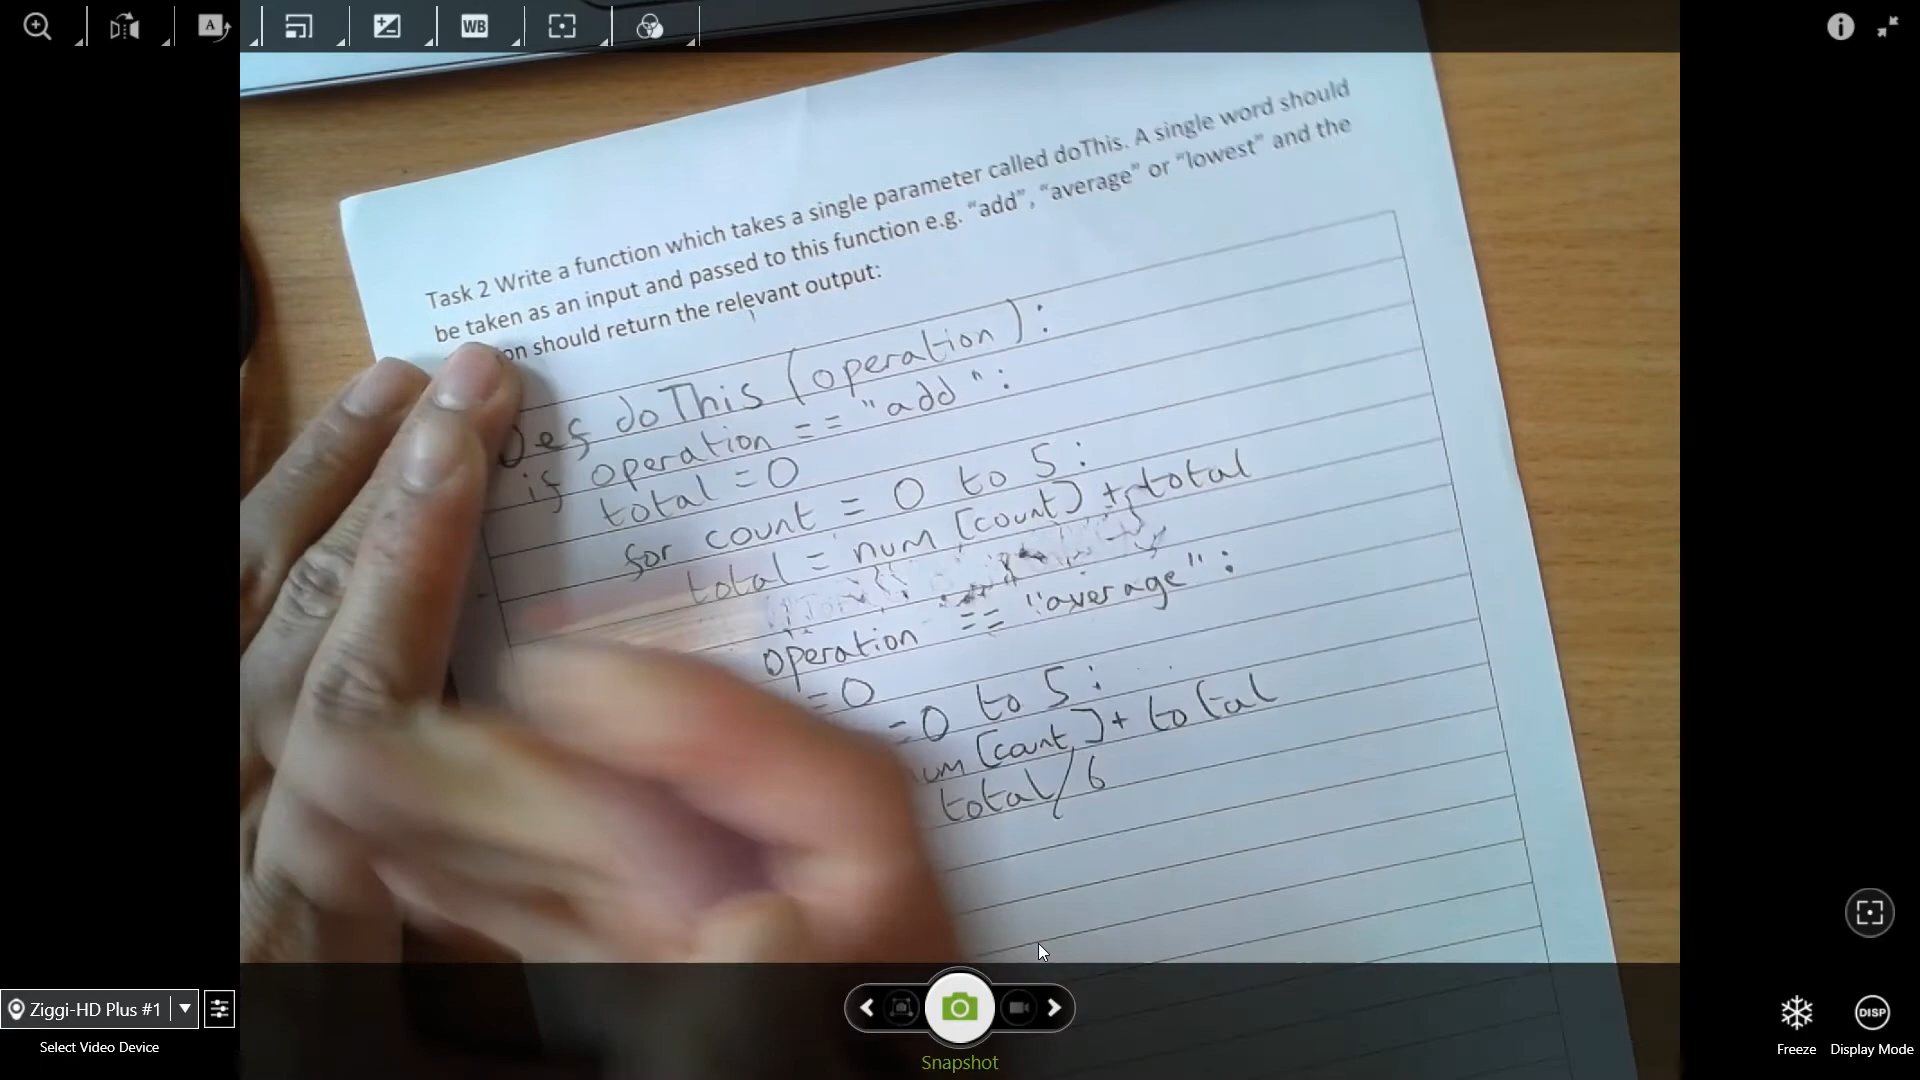 A
WB
Task 2 Write a function which takes a single parameter called doThis. A single word should
be taken as an input and passed to this function e.g. “add”, “average” or “lowest” and the
should return the relevant output:
Def doThis (operation):
if operation == "add":
total = 0
for count = 0 to 5:
total = num [count] + total
operation == "average":
= 0
= 0 to 5:
[count] + total
total/6
Ziggi-HD Plus #1
Select Video Device
Snapshot
Freeze
DISP
Display Mode